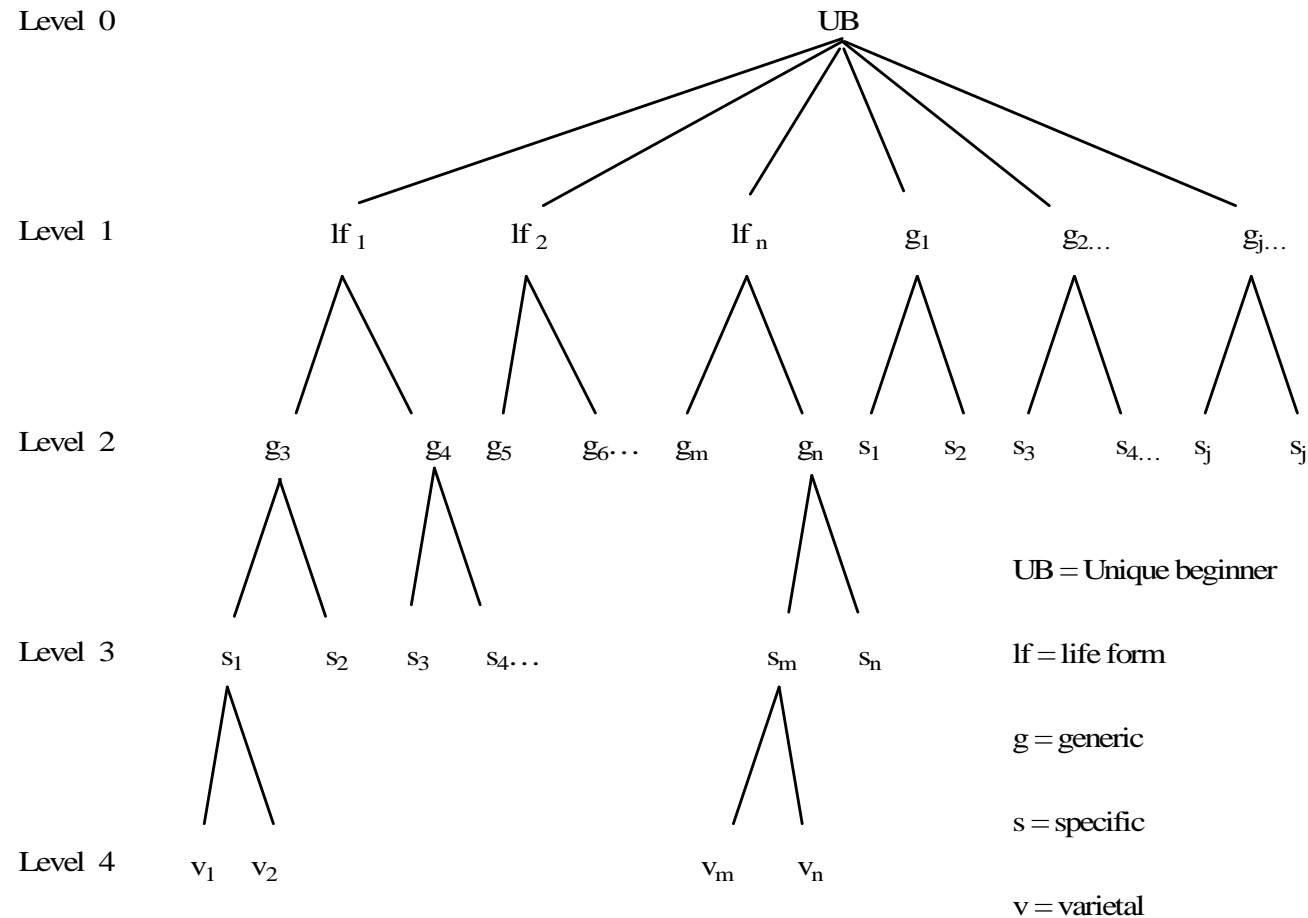 Level 0 UB
Level 1 lf 1 lf 2 lf n g1 g2... gj...
Level 2 g3 g4 g5 g6... gm gn s1 s2 s3 s4... sj sj
UB = Unique beginner
Level 3 s1 s2 s3 s4... sm sn lf = life form
g = generic
s = specific
Level 4 v1 v2 vm vn
v = varietal